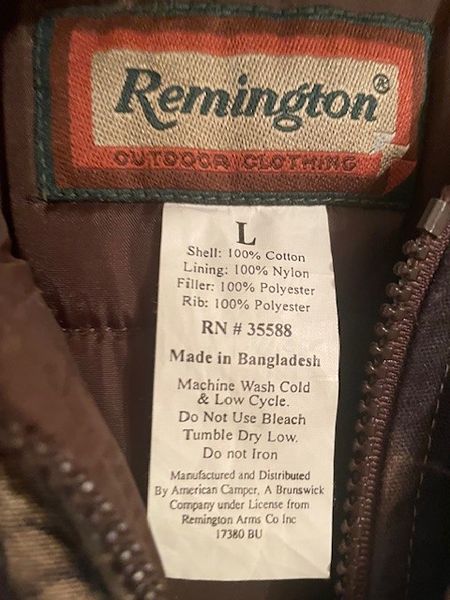 Remington®
OUTDOOR CLOTHING
L
Shell: 100% Cotton
Lining: 100% Nylon
Filler: 100% Polyester
Rib: 100% Polyester
RN # 35588
Made in Bangladesh
Machine Wash Cold
& Low Cycle.
Do Not Use Bleach
Tumble Dry Low.
Do not Iron
Manufactured and Distributed
By American Camper, A Brunswick
Company under License from
Remington Arms Co Inc
17380 BU